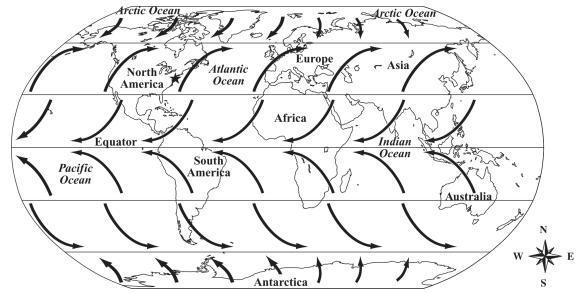 Arctic Ocean
Arctic Ocean
North
America
Atlantic
Ocean
Europe
Asia
Africa
Equator
Indian
Ocean
South
America
Pacific
Ocean
Australia
Antarctica
N
W E
S